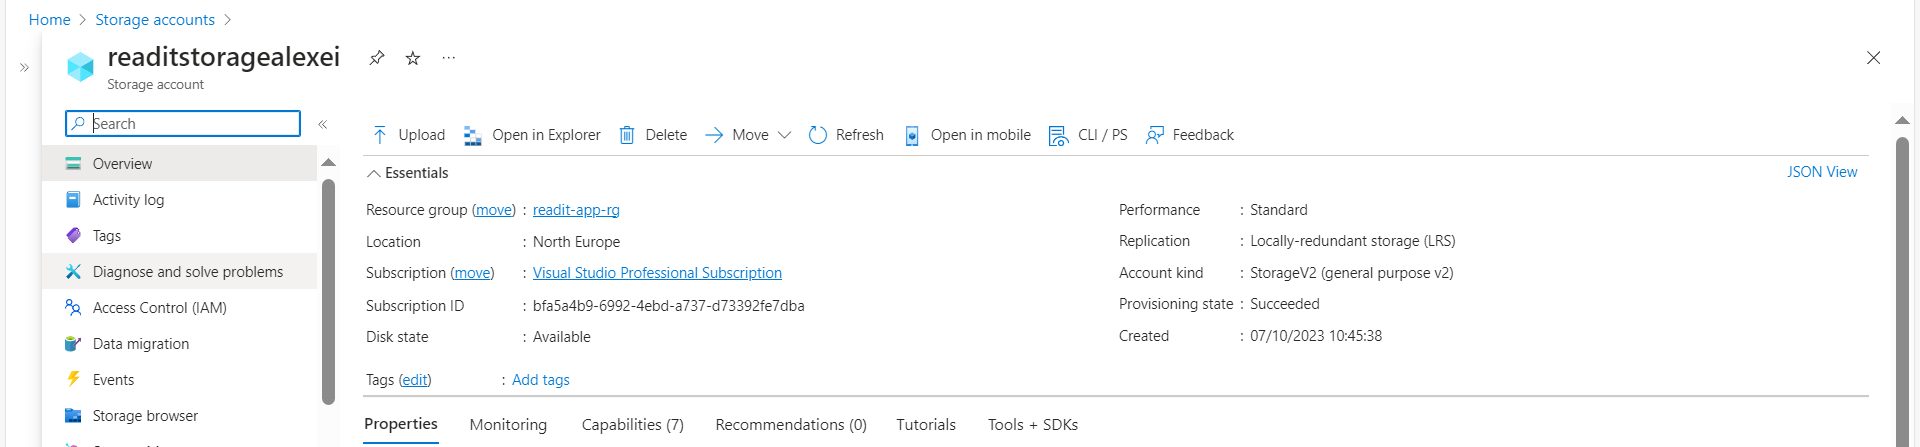 Home > Storage accounts >
readitstoragealexei
Storage account
Search
Overview
Activity log
Tags
Diagnose and solve problems
Access Control (IAM)
Data migration
Events
Storage browser
Upload Open in Explorer Delete Move Refresh Open in mobile CLI / PS Feedback
Essentials
JSON View
Resource group (move) : readit-app-rg
Location : North Europe
Subscription (move) : Visual Studio Professional Subscription
Subscription ID : bfa5a4b9-6992-4ebd-a737-d73392fe7dba
Disk state : Available
Performance : Standard
Replication : Locally-redundant storage (LRS)
Account kind : StorageV2 (general purpose v2)
Provisioning state : Succeeded
Created : 07/10/2023 10:45:38
Tags (edit) : Add tags
Properties Monitoring Capabilities (7) Recommendations (0) Tutorials Tools + SDKs